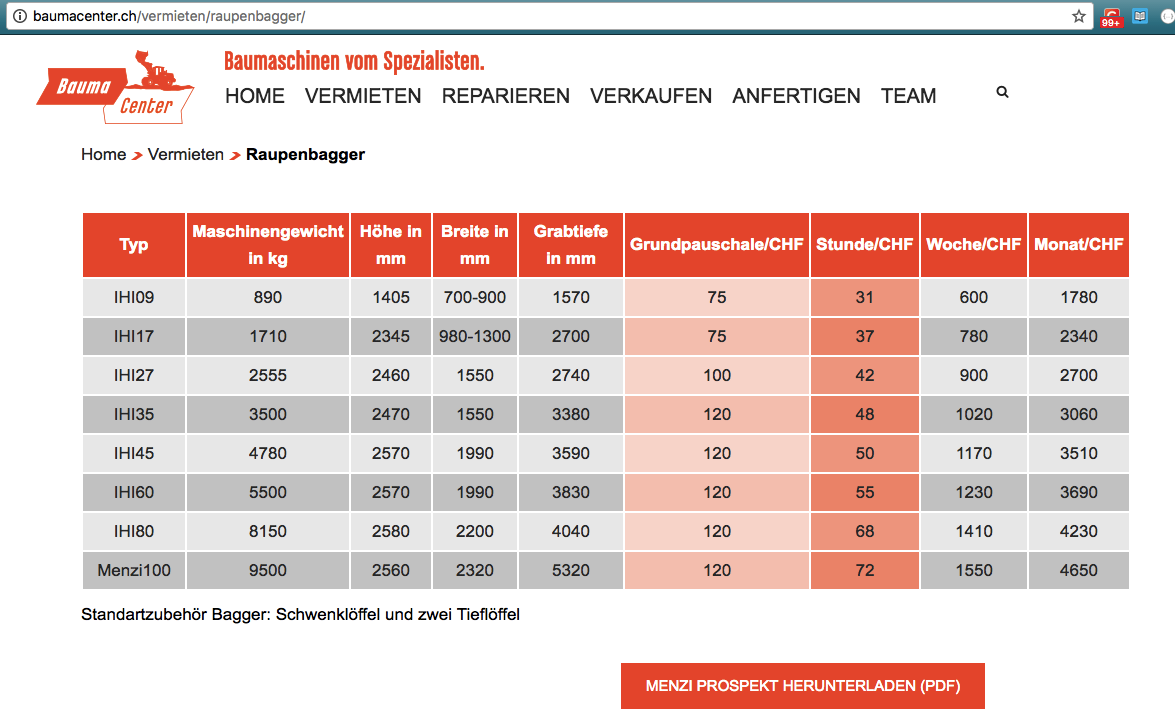 baumacenter.ch/vermieten/raupenbagger/
99+
Bauma
Center
Baumaschinen vom Spezialisten.
HOME VERMIETEN REPARIEREN VERKAUFEN ANFERTIGEN TEAM
Home Vermieten Raupenbagger
Typ Maschinengewicht in kg Höhe in mm Breite in mm Grabtiefe in mm Grundpauschale/CHF Stunde/CHF Woche/CHF Monat/CHF
IHI09 890 1405 700-900 1570 75 31 600 1780
IHI17 1710 2345 980-1300 2700 75 37 780 2340
IHI27 2555 2460 1550 2740 100 42 900 2700
IHI35 3500 2470 1550 3380 120 48 1020 3060
IHI45 4780 2570 1990 3590 120 50 1170 3510
IHI60 5500 2570 1990 3830 120 55 1230 3690
IHI80 8150 2580 2200 4040 120 68 1410 4230
Menzi100 9500 2560 2320 5320 120 72 1550 4650
Standartzubehör Bagger: Schwenklöffel und zwei Tieflöffel
MENZI PROSPEKT HERUNTERLADEN (PDF)